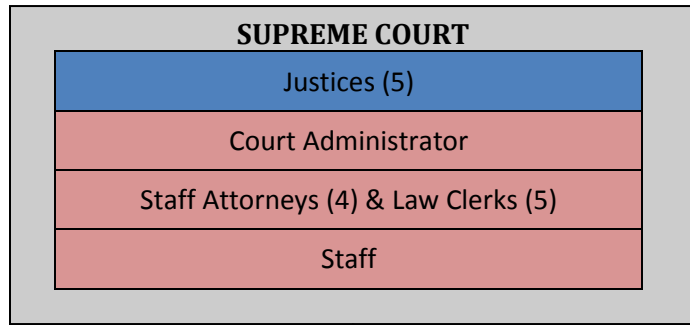 SUPREME COURT
Justices (5)
Court Administrator
Staff Attorneys (4) & Law Clerks (5)
Staff